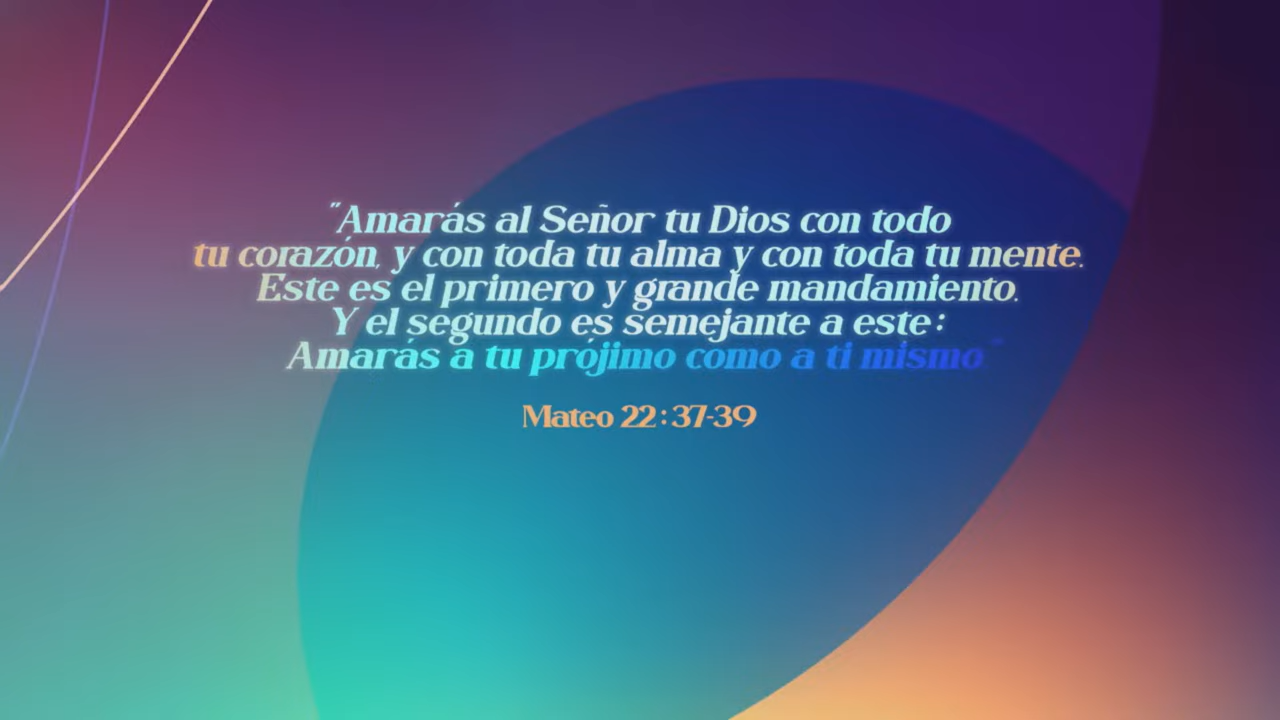 "Amarás al Señor tu Dios con todo
tu corazón, y con toda tu alma y con toda tu mente.
Este es el primero y grande mandamiento.
Y el segundo es semejante a este:
Amarás a tu prójimo como a ti mismo"
Mateo 22:37-39